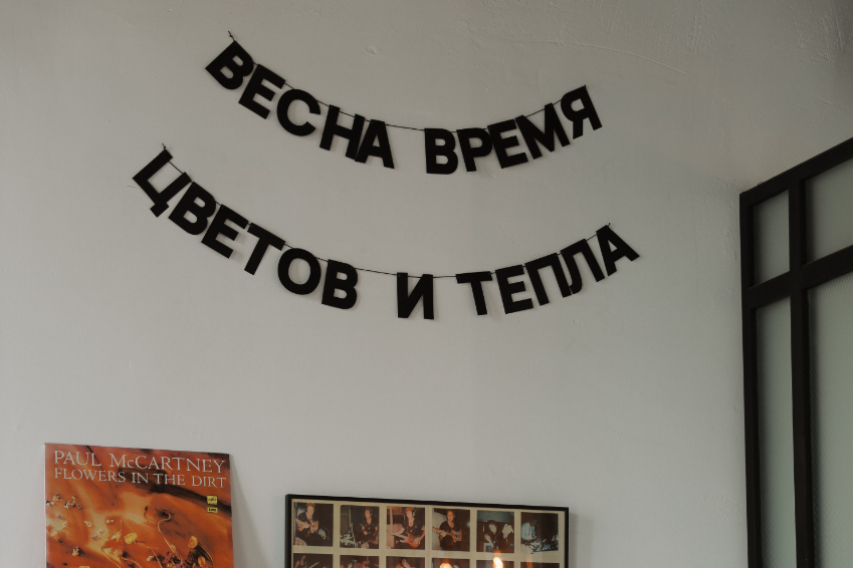 ВЕСНА ВРЕМЯ
ЦВЕТОВ И ТЕПЛА
PAUL McCARTNEY
FLOWERS IN THE DIRT